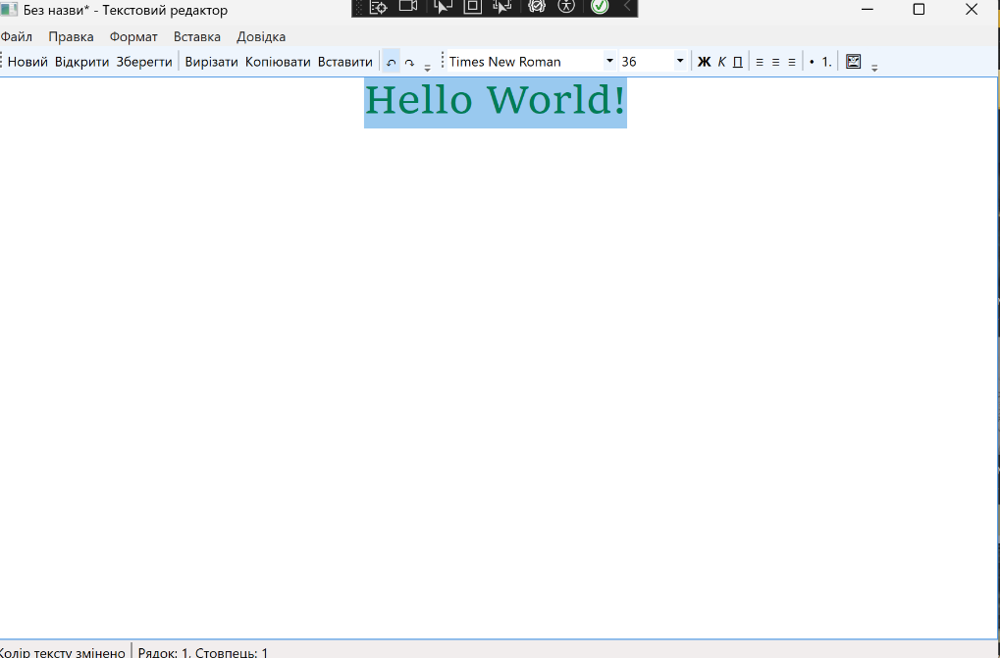 Без назви* - Текстовий редактор
Файл Правка Формат Вставка Довідка
Новий Відкрити Зберегти Вирізати Копіювати Вставити Times New Roman 36 Ж К П 1.
Hello World!
Колір тексту змінено Рядок: 1, Стовпець: 1